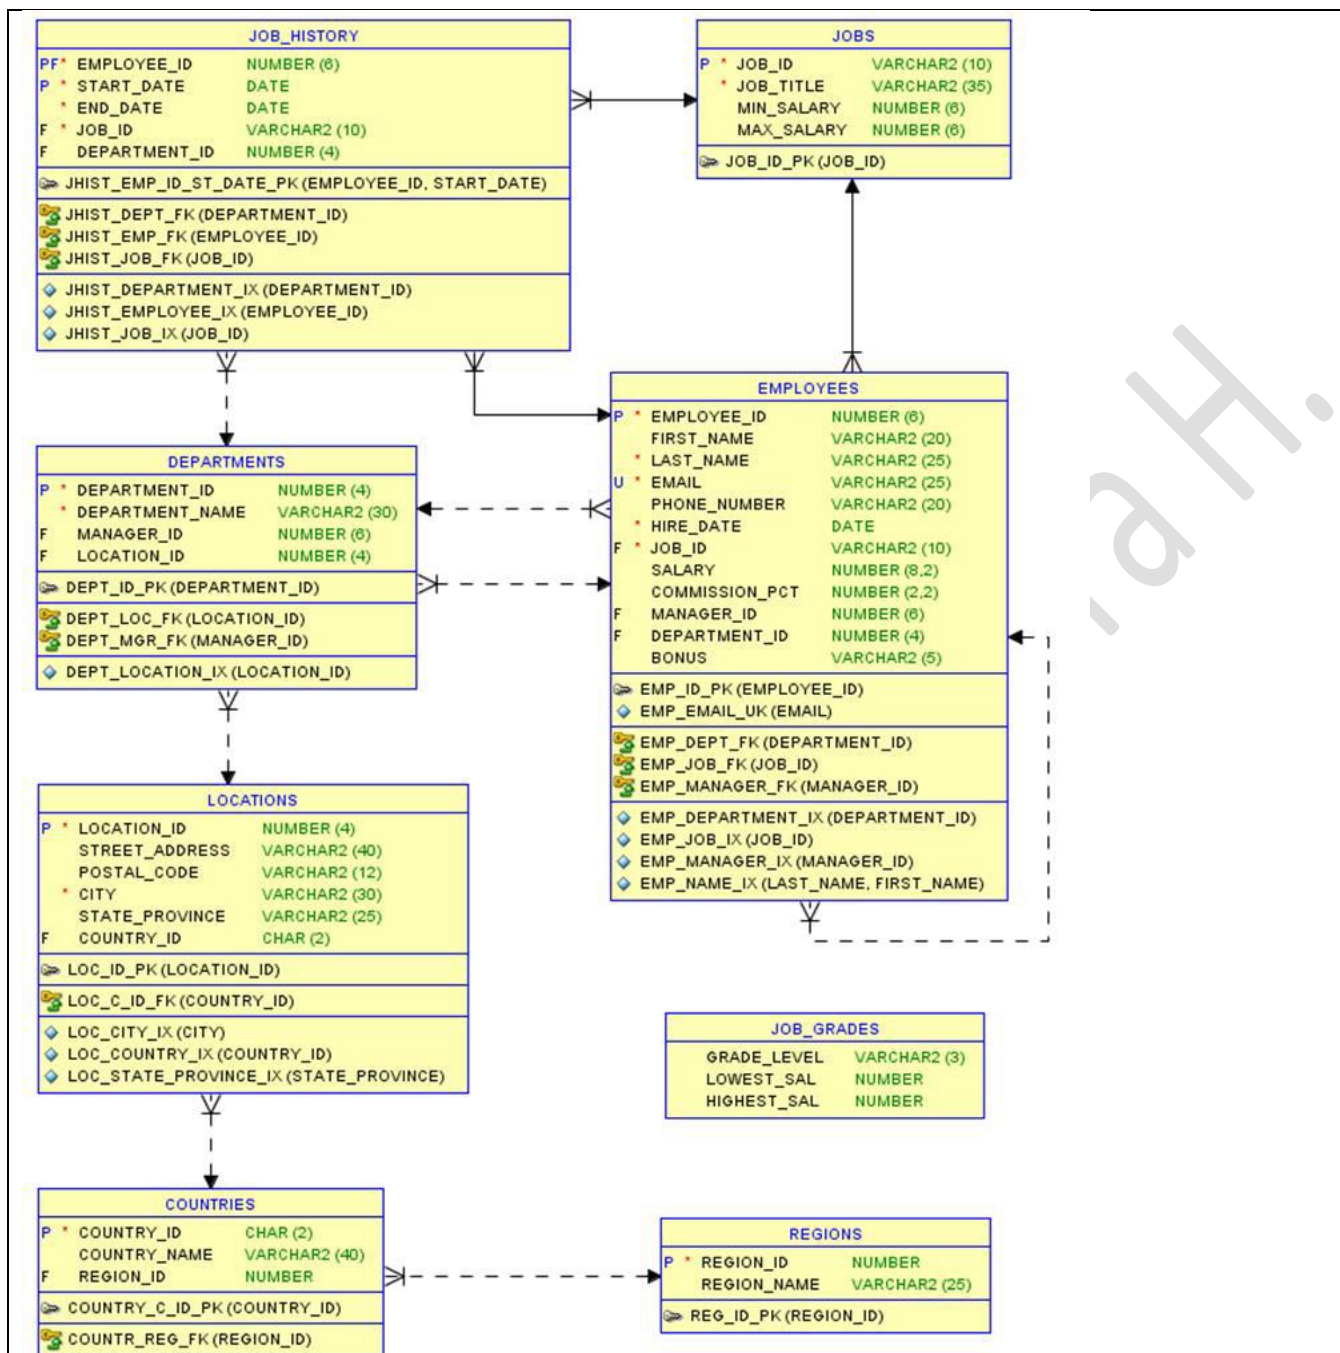 JOB_HISTORY
PF* EMPLOYEE_ID NUMBER (6)
P * START_DATE DATE
* END_DATE DATE
F * JOB_ID VARCHAR2 (10)
F DEPARTMENT_ID NUMBER (4)
JHIST_EMP_ID_ST_DATE_PK (EMPLOYEE_ID, START_DATE)
JHIST_DEPT_FK (DEPARTMENT_ID)
JHIST_EMP_FK (EMPLOYEE_ID)
JHIST_JOB_FK (JOB_ID)
JHIST_DEPARTMENT_IX (DEPARTMENT_ID)
JHIST_EMPLOYEE_IX (EMPLOYEE_ID)
JHIST_JOB_IX (JOB_ID)
JOBS
P * JOB_ID VARCHAR2 (10)
* JOB_TITLE VARCHAR2 (35)
MIN_SALARY NUMBER (6)
MAX_SALARY NUMBER (6)
JOB_ID_PK (JOB_ID)
EMPLOYEES
P * EMPLOYEE_ID NUMBER (6)
FIRST_NAME VARCHAR2 (20)
* LAST_NAME VARCHAR2 (25)
U * EMAIL VARCHAR2 (25)
PHONE_NUMBER VARCHAR2 (20)
* HIRE_DATE DATE
F * JOB_ID VARCHAR2 (10)
SALARY NUMBER (8,2)
COMMISSION_PCT NUMBER (2,2)
F MANAGER_ID NUMBER (6)
F DEPARTMENT_ID NUMBER (4)
BONUS VARCHAR2 (5)
EMP_ID_PK (EMPLOYEE_ID)
EMP_EMAIL_UK (EMAIL)
EMP_DEPT_FK (DEPARTMENT_ID)
EMP_JOB_FK (JOB_ID)
EMP_MANAGER_FK (MANAGER_ID)
EMP_DEPARTMENT_IX (DEPARTMENT_ID)
EMP_JOB_IX (JOB_ID)
EMP_MANAGER_IX (MANAGER_ID)
EMP_NAME_IX (LAST_NAME, FIRST_NAME)
DEPARTMENTS
P * DEPARTMENT_ID NUMBER (4)
* DEPARTMENT_NAME VARCHAR2 (30)
F MANAGER_ID NUMBER (6)
F LOCATION_ID NUMBER (4)
DEPT_ID_PK (DEPARTMENT_ID)
DEPT_LOC_FK (LOCATION_ID)
DEPT_MGR_FK (MANAGER_ID)
DEPT_LOCATION_IX (LOCATION_ID)
LOCATIONS
P * LOCATION_ID NUMBER (4)
STREET_ADDRESS VARCHAR2 (40)
POSTAL_CODE VARCHAR2 (12)
* CITY VARCHAR2 (30)
STATE_PROVINCE VARCHAR2 (25)
F COUNTRY_ID CHAR (2)
LOC_ID_PK (LOCATION_ID)
LOC_C_ID_FK (COUNTRY_ID)
LOC_CITY_IX (CITY)
LOC_COUNTRY_IX (COUNTRY_ID)
LOC_STATE_PROVINCE_IX (STATE_PROVINCE)
JOB_GRADES
GRADE_LEVEL VARCHAR2 (3)
LOWEST_SAL NUMBER
HIGHEST_SAL NUMBER
COUNTRIES
P * COUNTRY_ID CHAR (2)
COUNTRY_NAME VARCHAR2 (40)
F REGION_ID NUMBER
COUNTRY_C_ID_PK (COUNTRY_ID)
COUNTR_REG_FK (REGION_ID)
REGIONS
P * REGION_ID NUMBER
REGION_NAME VARCHAR2 (25)
REG_ID_PK (REGION_ID)
a H.